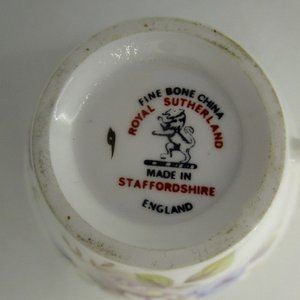 FINE BONE CHINA
ROYAL SUTHERLAND
MADE IN
STAFFORDSHIRE
ENGLAND